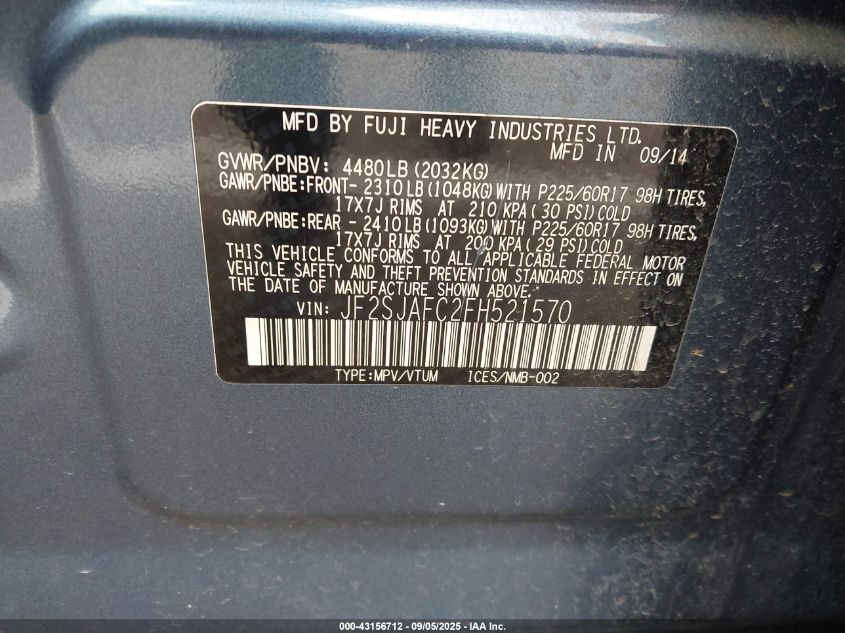 MFD BY FUJI HEAVY INDUSTRIES LTD.
MFD IN 09/14
GVWR/PNBV: 4480LB (2032KG)
GAWR/PNBE:FRONT- 2310LB (1048KG) WITH P225/60R17 98H TIRES,
17X7J RIMS AT 210 KPA ( 30 PSI) COLD
GAWR/PNBE:REAR - 2410LB (1093KG) WITH P225/60R17 98H TIRES,
17X7J RIMS AT 200 KPA ( 29 PSI) COLD
THIS VEHICLE CONFORMS TO ALL APPLICABLE FEDERAL MOTOR
VEHICLE SAFETY AND THEFT PREVENTION STANDARDS IN EFFECT ON
THE DATE OF MANUFACTURE SHOWN ABOVE.
VIN: JF2SJAFC2FH521570
TYPE:MPV/VTUM ICES/NMB-002
000-43156712 - 09/05/2025 - IAA Inc.